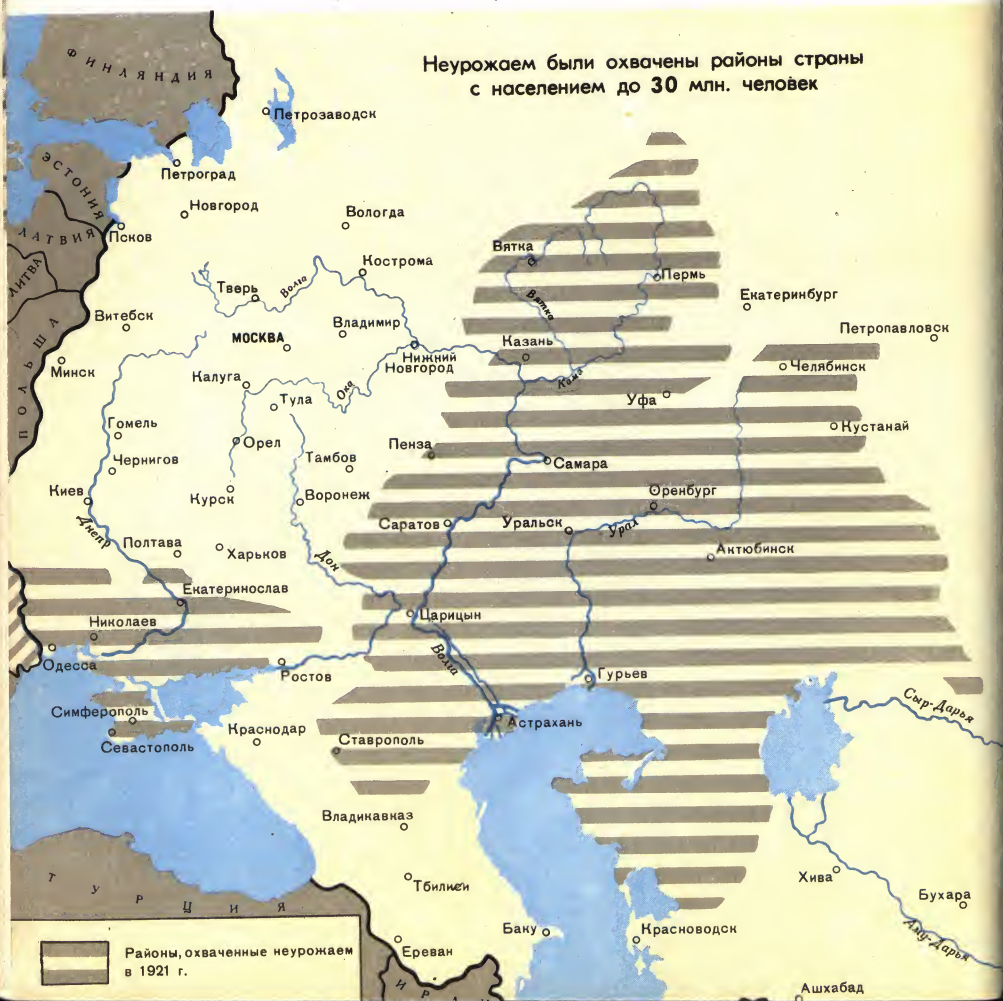 Неурожаем были охвачены районы страны
с населением до 30 млн. человек
ФИНЛЯНДИЯ
Петрозаводск
Петроград
ЭСТОНИЯ
Новгород
Вологда
Псков
ЛАТВИЯ
Вятка
Кострома
Пермь
ЛИТВА
Тверь
Волга
Екатеринбург
Вятка
Витебск
Владимир
Петропавловск
МОСКВА
Казань
Нижний
Новгород
Минск
Челябинск
Калуга
Ока
Кама
ПОЛЬША
Тула
Уфа
Гомель
Кустанай
Орел
Пенза
Чернигов
Тамбов
Самара
Киев
Курск
Воронеж
Оренбург
Саратов
Уральск
Урал
Днепр
Полтава
Харьков
Дон
Актюбинск
Екатеринослав
Царицын
Николаев
Волга
Одесса
Ростов
Гурьев
Сыр-Дарья
Симферополь
Астрахань
Краснодар
Севастополь
Ставрополь
Владикавказ
Хива
ТУРЦИЯ
Тбилиси
Бухара
Баку
Красноводск
Аму-Дарья
Районы, охваченные неурожаем
в 1921 г.
Ереван
ИРАН
Ашхабад